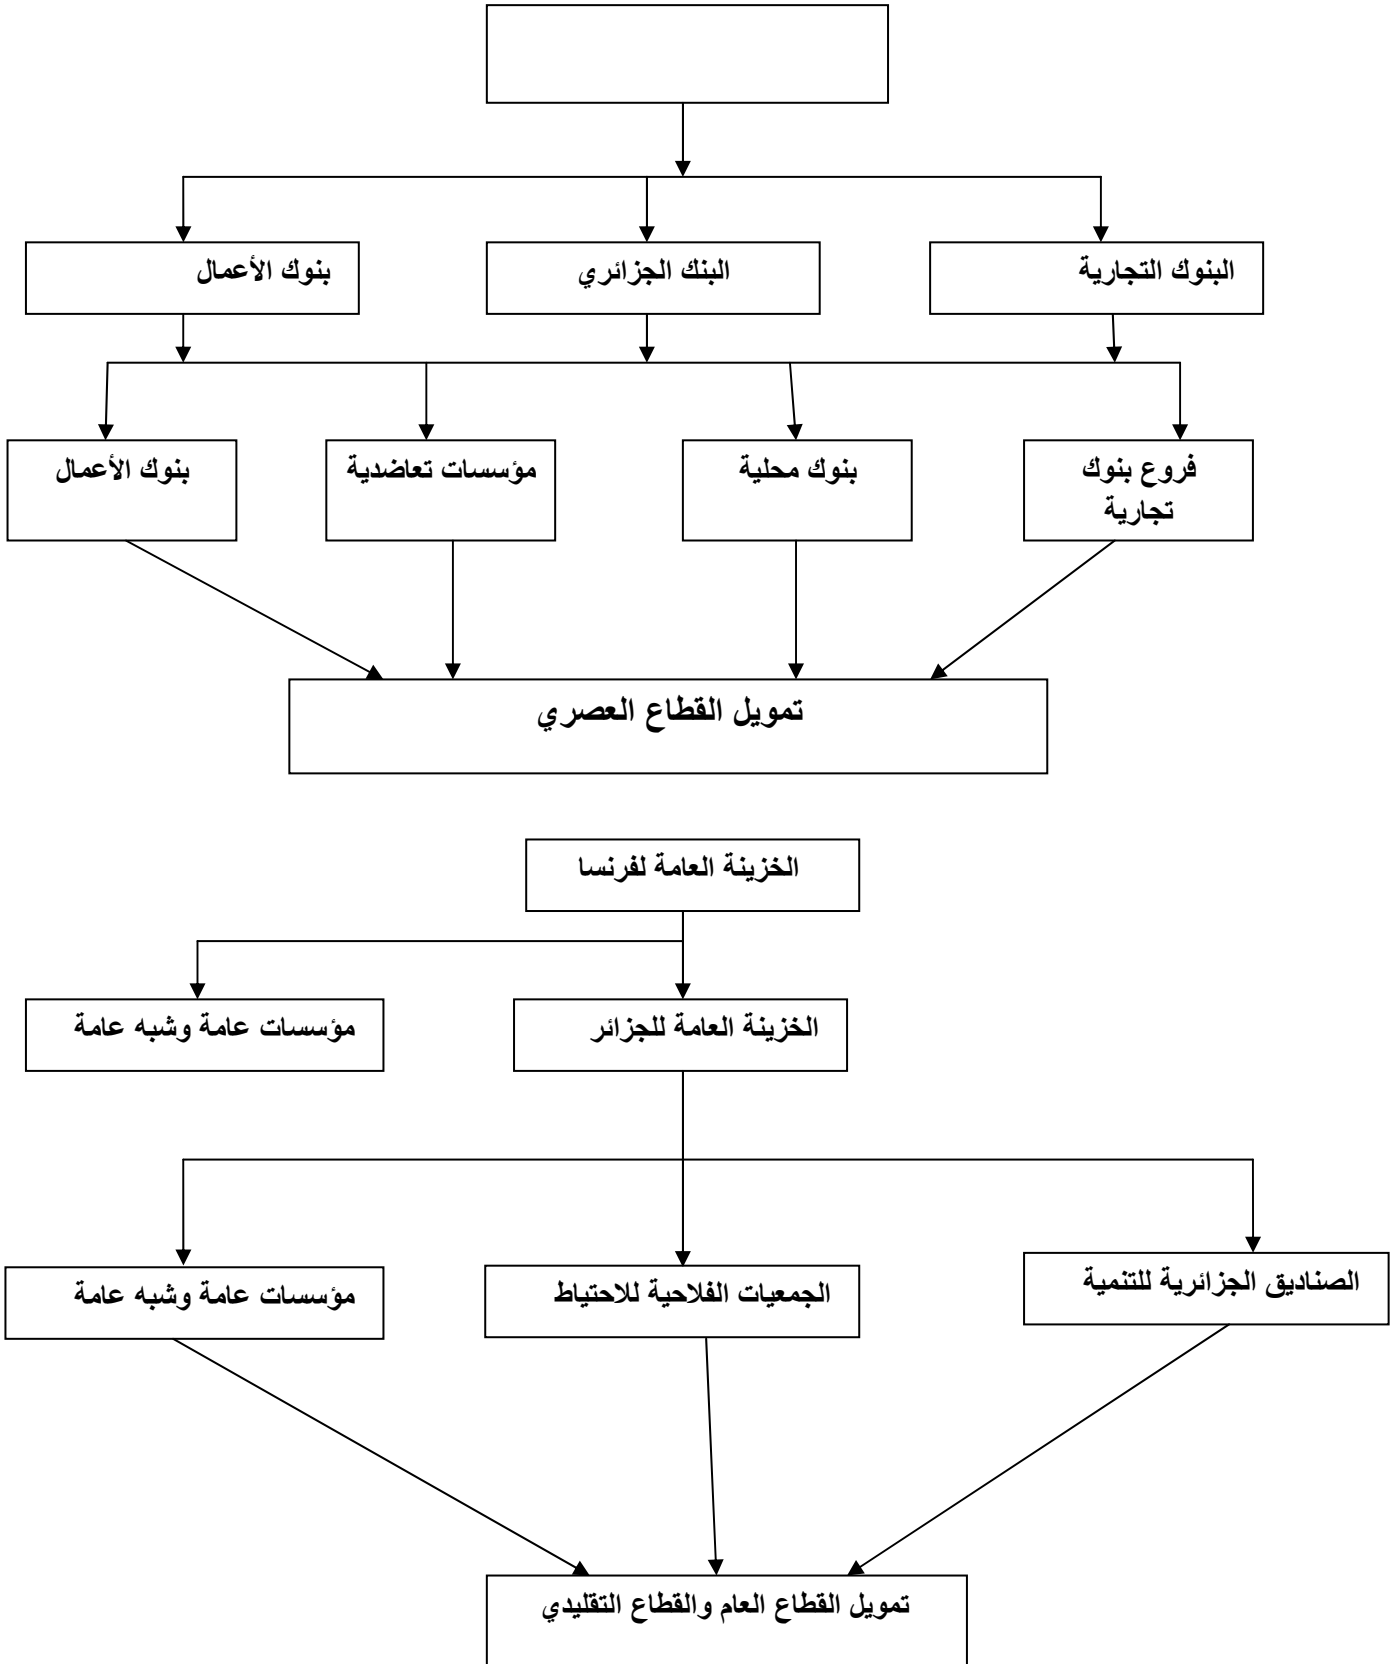 البنوك التجارية
البنك الجزائري
بنوك الأعمال
فروع بنوك
تجارية
بنوك محلية
مؤسسات تعاضدية
بنوك الأعمال
تمويل القطاع العصري
الخزينة العامة لفرنسا
الخزينة العامة للجزائر
مؤسسات عامة وشبه عامة
الصناديق الجزائرية للتنمية
الجمعيات الفلاحية للاحتياط
مؤسسات عامة وشبه عامة
تمويل القطاع العام والقطاع التقليدي